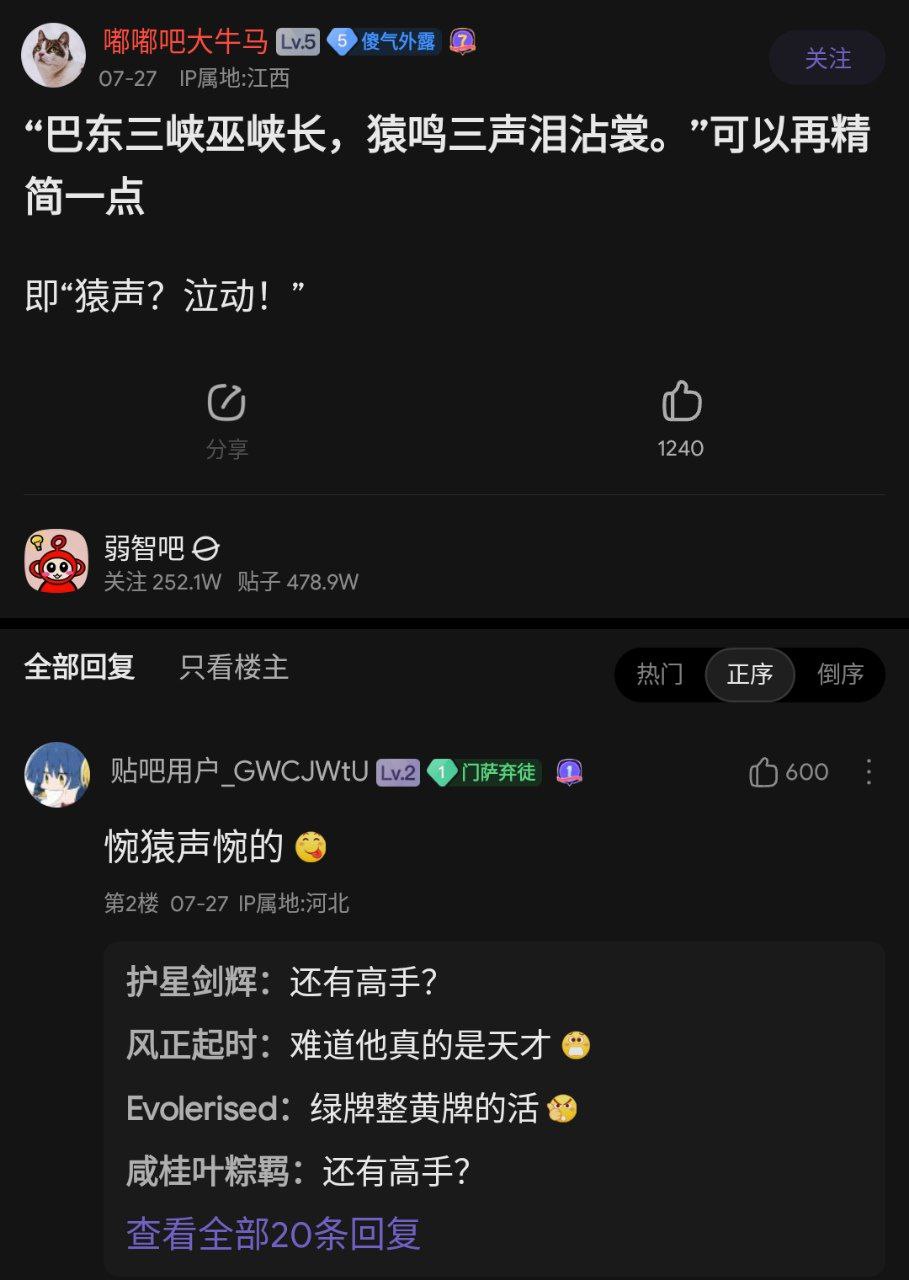 嘟嘟吧大牛马 Lv.5 5 傻气外露 7
关注
07-27 IP属地:江西
“巴东三峡巫峡长，猿鸣三声泪沾裳。”可以再精
简一点
即“猿声？泣动！”
分享
1240
弱智吧
关注 252.1W 贴子 478.9W
全部回复 只看楼主 热门 正序 倒序
贴吧用户_GWCJWtU Lv.2 1 门萨弃徒 1 600
惋猿声惋的
第2楼 07-27 IP属地:河北
护星剑辉：还有高手？
风正起时：难道他真的是天才
Evolerised：绿牌整黄牌的活
咸桂叶粽羁：还有高手？
查看全部20条回复